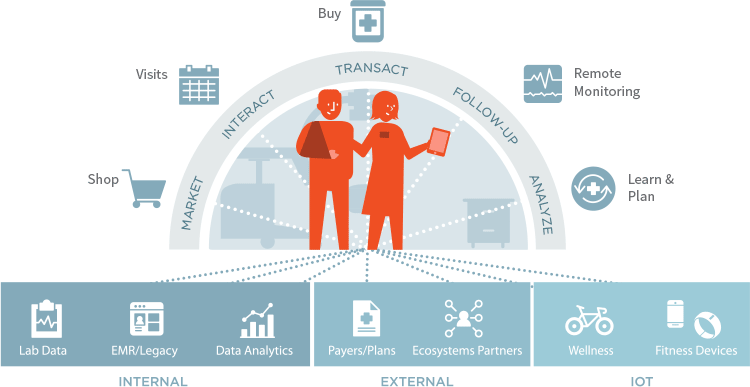 Buy
Visits
Remote
Monitoring
Shop
Learn &
Plan
MARKET
INTERACT
TRANSACT
FOLLOW-UP
ANALYZE
Lab Data
EMR/Legacy
Data Analytics
Payers/Plans
Ecosystems Partners
Wellness
Fitness Devices
INTERNAL
EXTERNAL
IOT